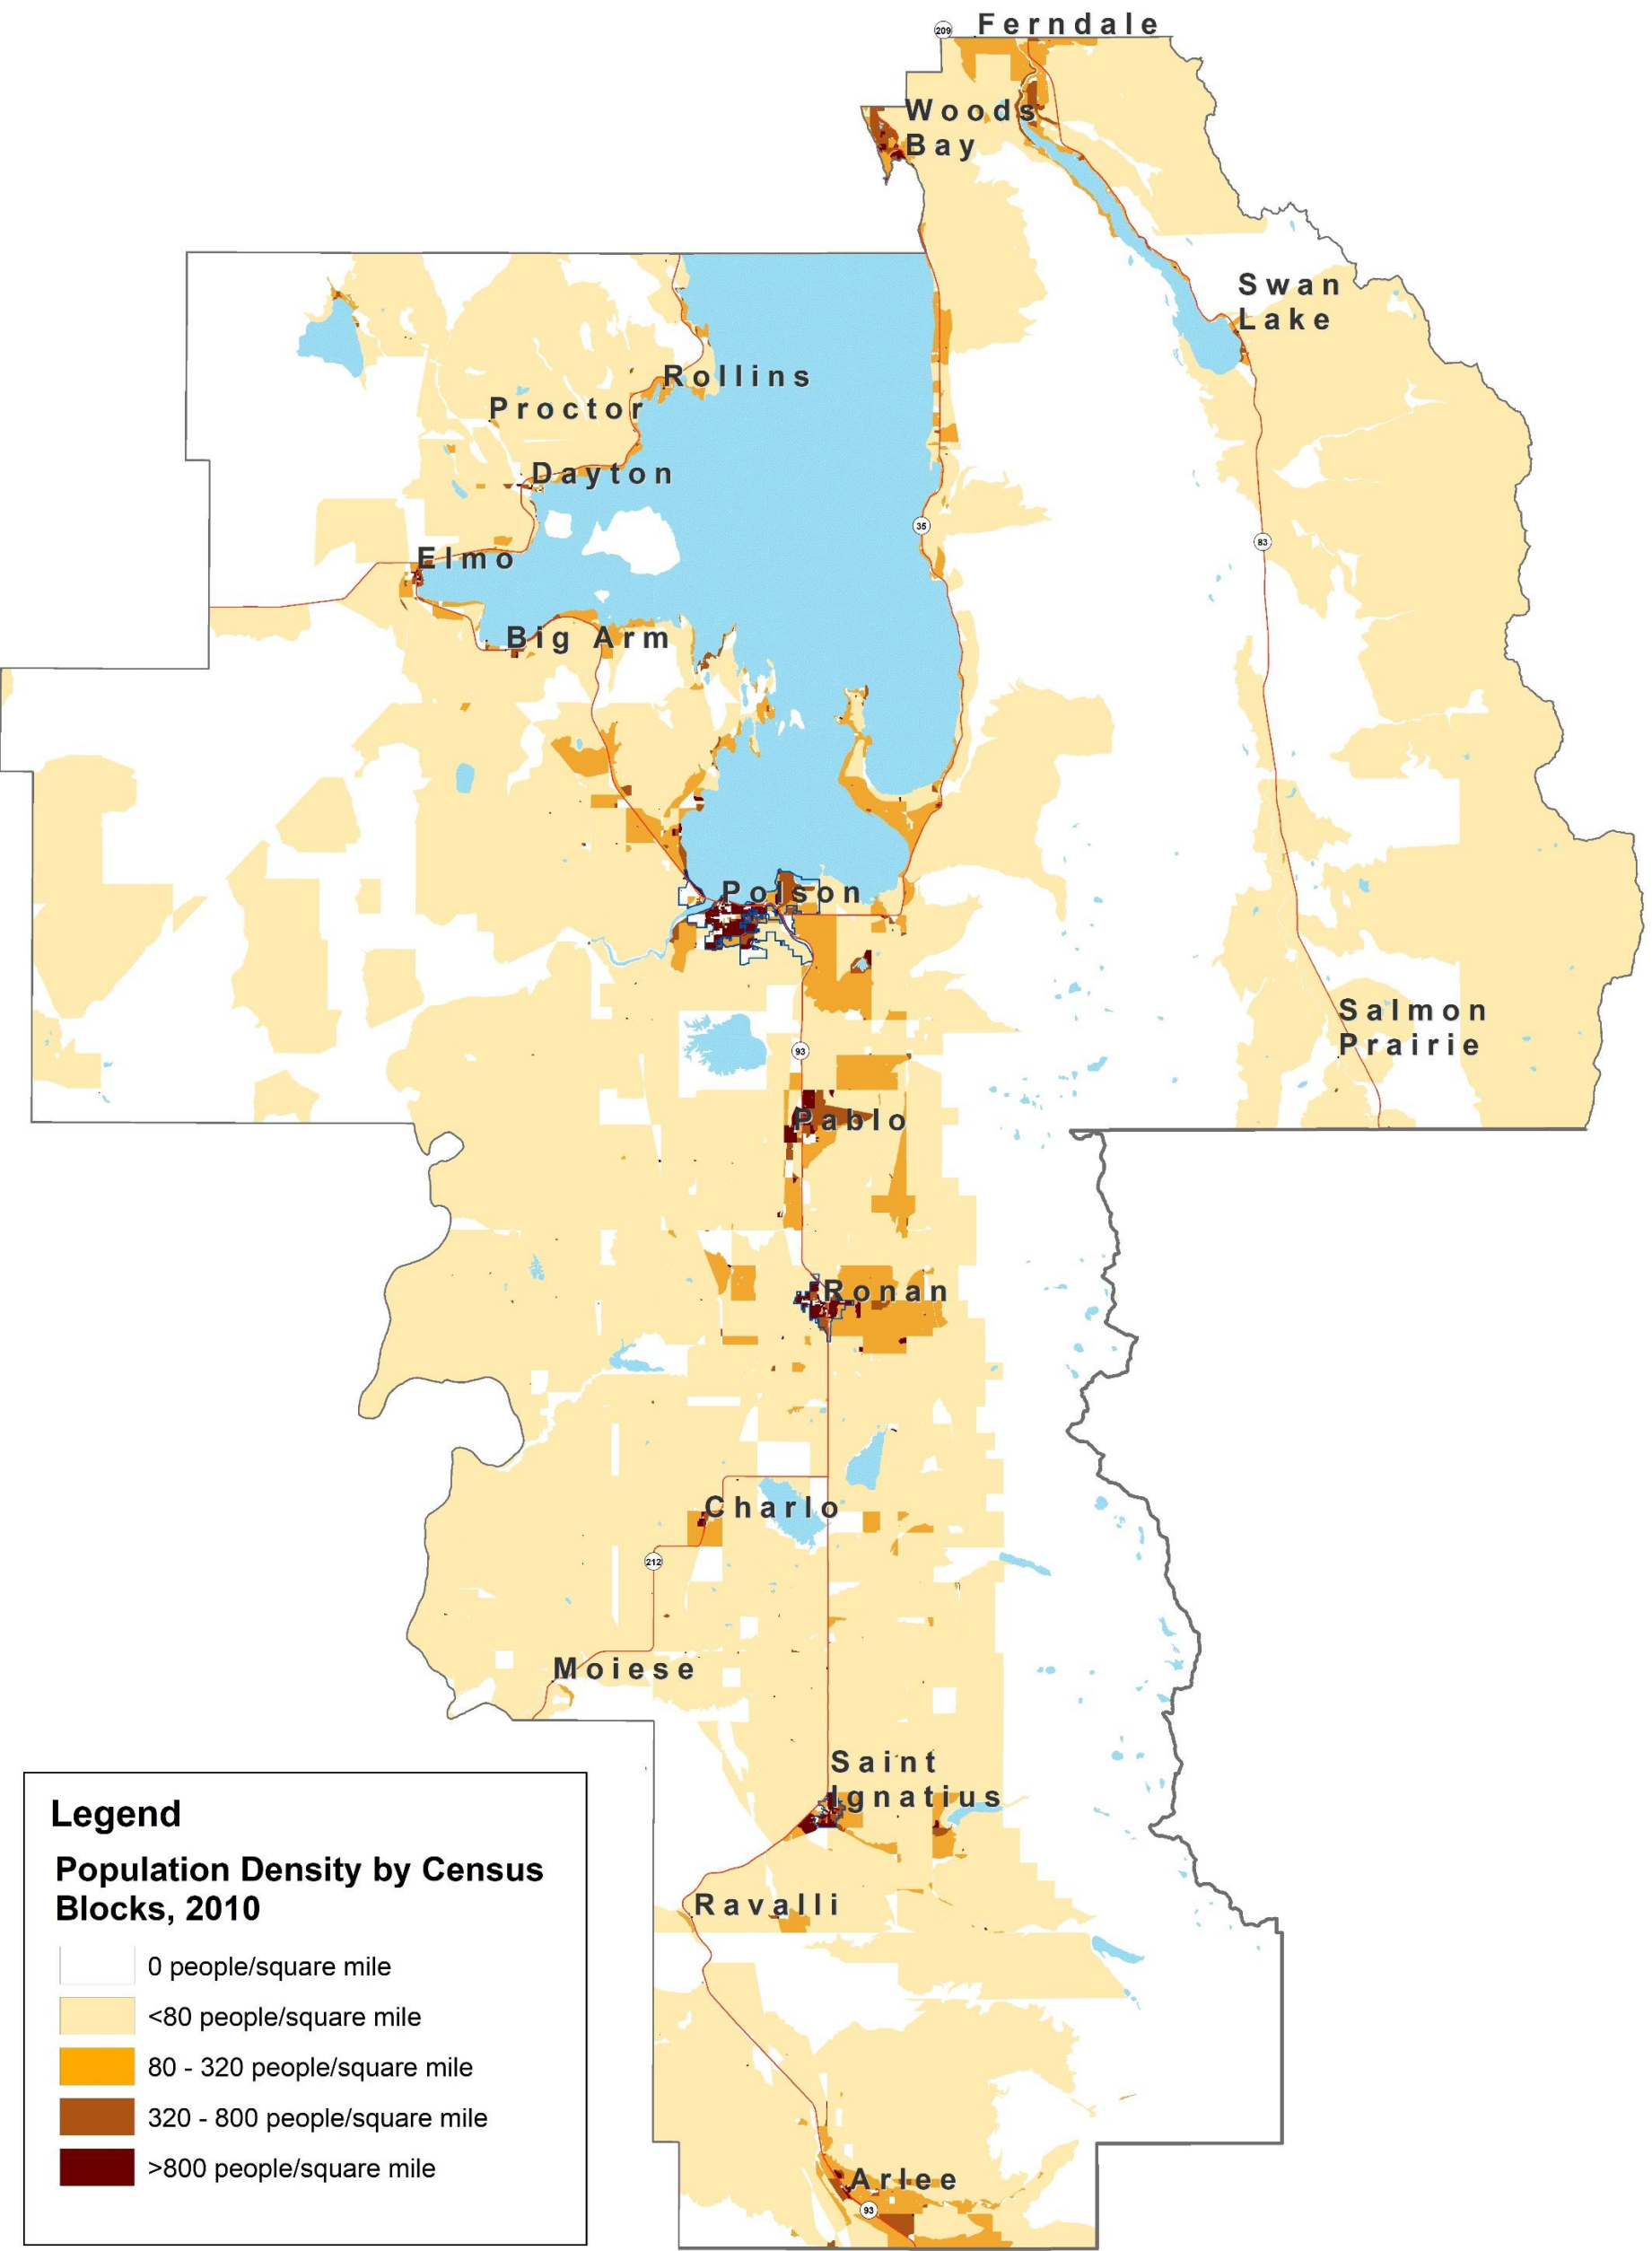 209
Ferndale
Woods
Bay
Swan
Lake
Rollins
Proctor
Dayton
35
83
Elmo
Big Arm
Polson
Salmon
Prairie
93
Pablo
Ronan
Charlo
212
Moiese
Saint
Ignatius
Ravalli
Arlee
93
Legend
Population Density by Census
Blocks, 2010
0 people/square mile
<80 people/square mile
80 - 320 people/square mile
320 - 800 people/square mile
>800 people/square mile